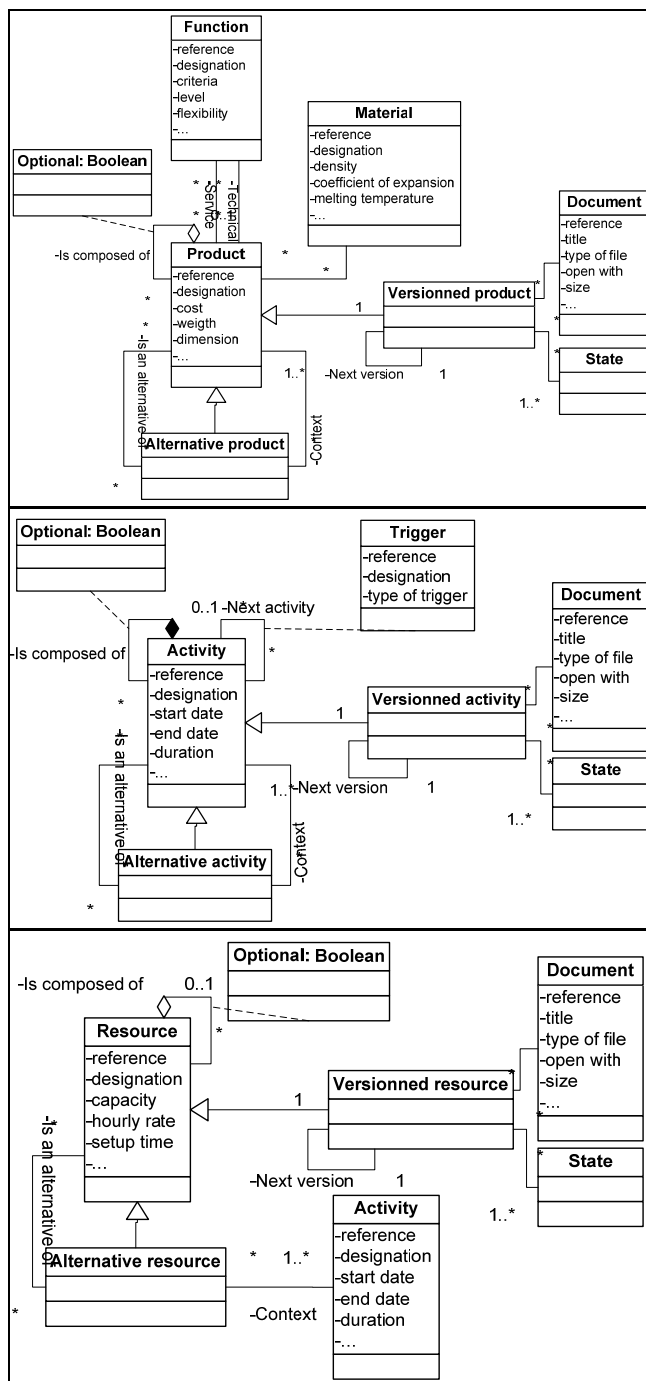 Function
-reference
-designation
-criteria
-level
-flexibility
-...
Material
-reference
-designation
-density
-coefficient of expansion
-melting temperature
-...
Optional: Boolean
* *
-Service
-Technical
*
-Is composed of
Product
-reference
-designation
-cost
-weigth
-dimension
-...
*
*
*
*
Document
-reference
-title
-type of file
-open with
-size
-...
Versionned product
1
*
*
-Next version
1
State
*
1..*
-Is an alternative of
1..*
-Context
Alternative product
*
Optional: Boolean
Trigger
-reference
-designation
-type of trigger
0..1
-Next activity
*
*
-Is composed of
Activity
-reference
-designation
-start date
-end date
-duration
-...
*
Document
-reference
-title
-type of file
-open with
-size
-...
Versionned activity
1
*
*
-Next version
1
State
*
1..*
-Is an alternative of
1..*
-Context
Alternative activity
*
Optional: Boolean
-Is composed of
0..1
*
Resource
-reference
-designation
-capacity
-hourly rate
-setup time
-...
Document
-reference
-title
-type of file
-open with
-size
-...
Versionned resource
1
*
*
-Next version
1
State
*
1..*
*
-Is an alternative of
Alternative resource
*
* 1..*
-Context
Activity
-reference
-designation
-start date
-end date
-duration
-...